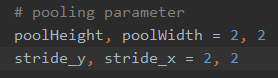 # pooling parameter
poolHeight, poolWidth = 2, 2
stride_y, stride_x = 2, 2